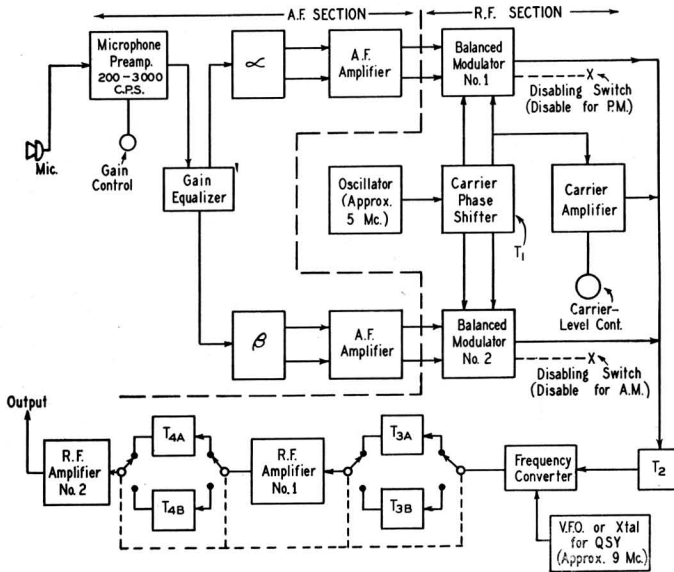 A.F. SECTION
R.F. SECTION
Microphone
Preamp.
200-3000
C.P.S.
Mic.
Gain
Control
Gain
Equalizer
∝
A.F.
Amplifier
Balanced
Modulator
No.1
X
Disabling Switch
(Disable for P.M.)
Oscillator
(Approx.
5 Mc.)
Carrier
Phase
Shifter
T1
Carrier
Amplifier
Carrier-
Level Cont.
β
A.F.
Amplifier
Balanced
Modulator
No. 2
X
Disabling Switch
(Disable for A.M.)
Output
R.F.
Amplifier
No.2
T4A
T4B
R.F.
Amplifier
No.1
T3A
T3B
Frequency
Converter
T2
V.F.O. or Xtal
for QSY
(Approx. 9 Mc.)